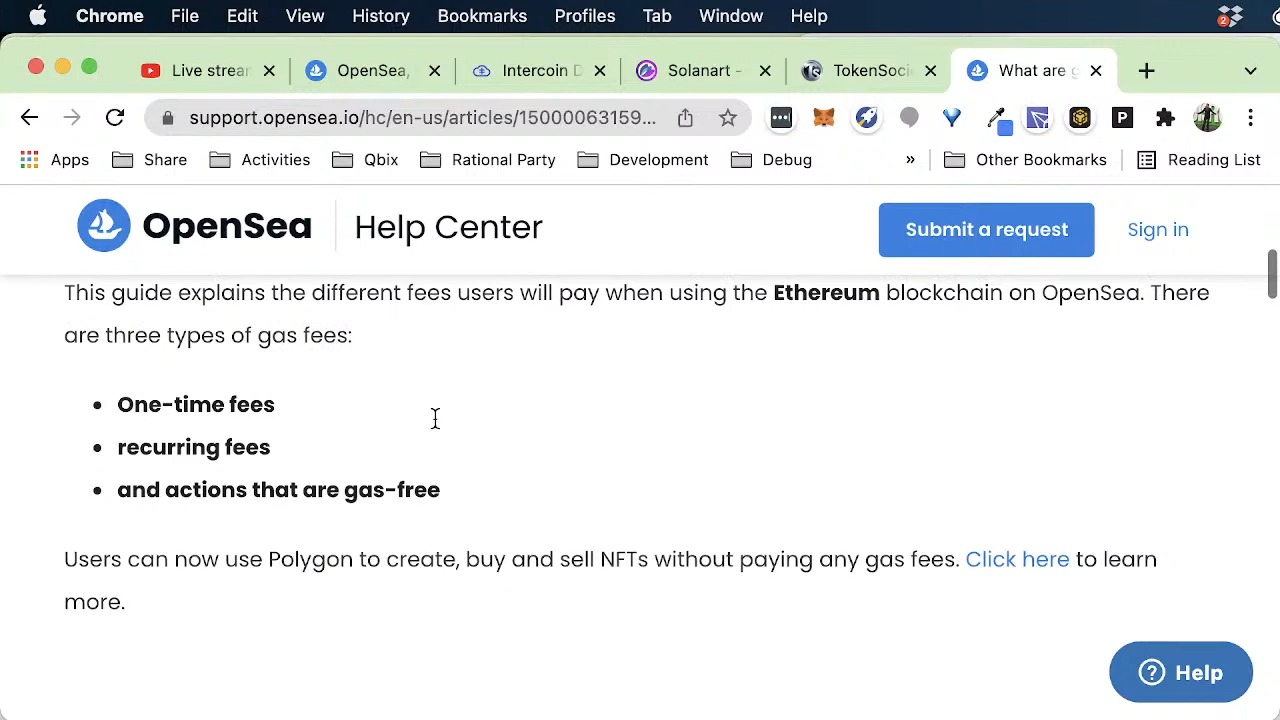 Chrome File Edit View History Bookmarks Profiles Tab Window Help 2
Live strear OpenSea, Intercoin D Solanart - TokenSocie What are g
support.opensea.io/hc/en-us/articles/15000063159... P
Apps Share Activities Qbix Rational Party Development Debug » Other Bookmarks Reading List
OpenSea Help Center Submit a request Sign in
This guide explains the different fees users will pay when using the Ethereum blockchain on OpenSea. There
are three types of gas fees:
• One-time fees
• recurring fees
• and actions that are gas-free
Users can now use Polygon to create, buy and sell NFTs without paying any gas fees. Click here to learn
more.
? Help